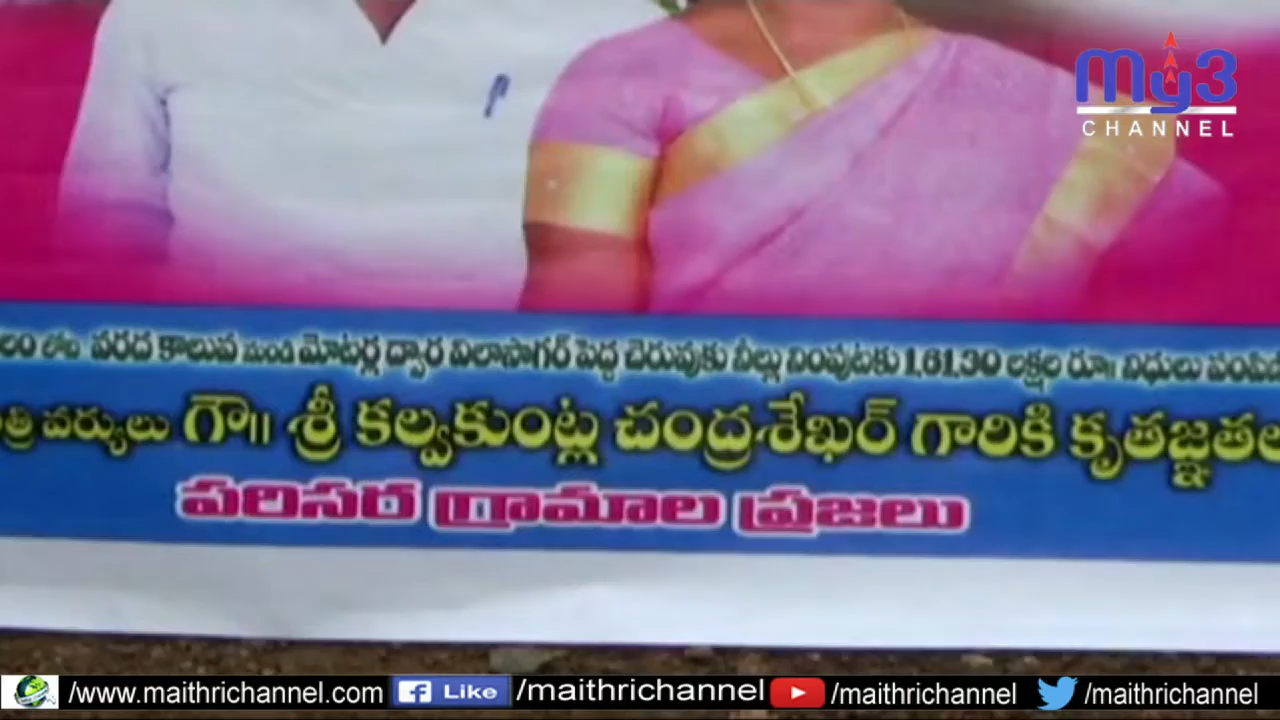 My3
CHANNEL
వరద కాలువ నుండి మోటర్ల ద్వార విలాసాగర్ పెద్ద చెరువుకు నీల్లు నింపుటకు 1,61,30 లక్షల రూ॥ నిధులు
వర్యులు గౌ॥ శ్రీ కల్వకుంట్ల చంద్రశేఖర్ గారికి కృతజ్ఞతలు
పరిసర గ్రామాల ప్రజలు
/www.maithrichannel.com f Like /maithrichannel /maithrichannel /maithrichannel